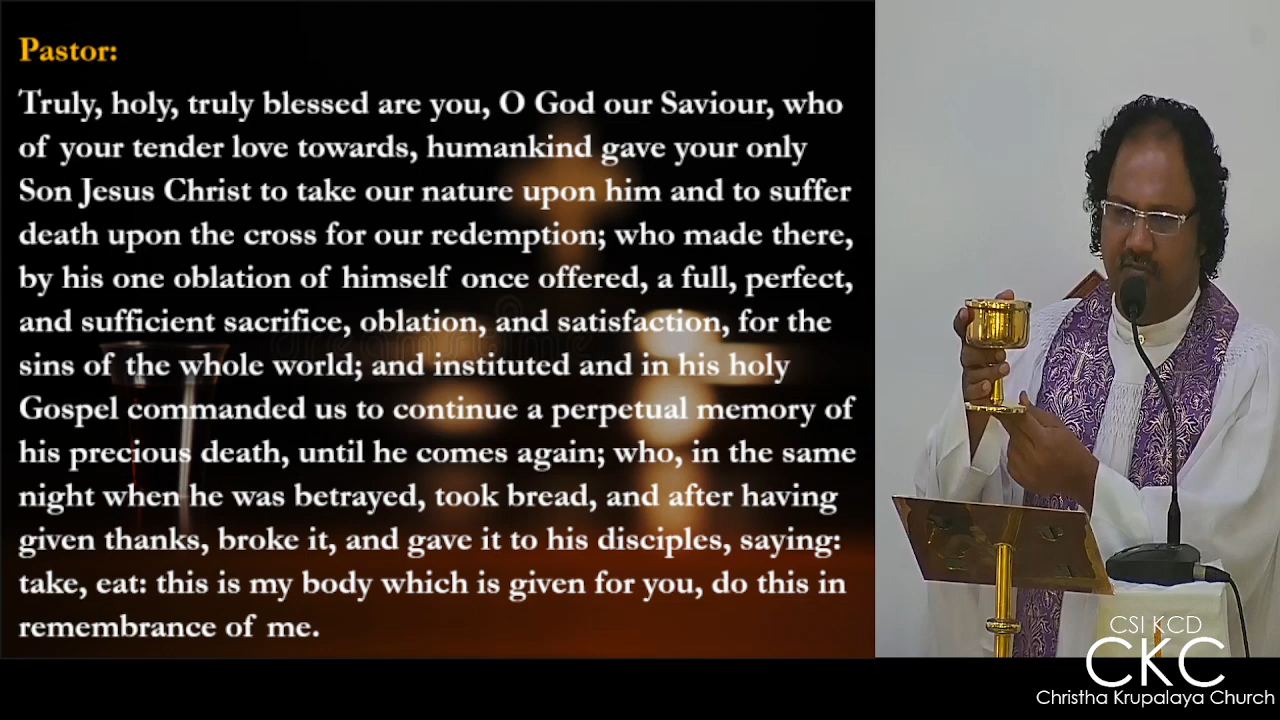 Pastor:
Truly, holy, truly blessed are you, O God our Saviour, who
of your tender love towards, humankind gave your only
Son Jesus Christ to take our nature upon him and to suffer
death upon the cross for our redemption; who made there,
by his one oblation of himself once offered, a full, perfect,
and sufficient sacrifice, oblation, and satisfaction, for the
sins of the whole world; and instituted and in his holy
Gospel commanded us to continue a perpetual memory of
his precious death, until he comes again; who, in the same
night when he was betrayed, took bread, and after having
given thanks, broke it, and gave it to his disciples, saying:
take, eat: this is my body which is given for you, do this in
remembrance of me.
CSI KCD
CKC
Christha Krupalaya Church